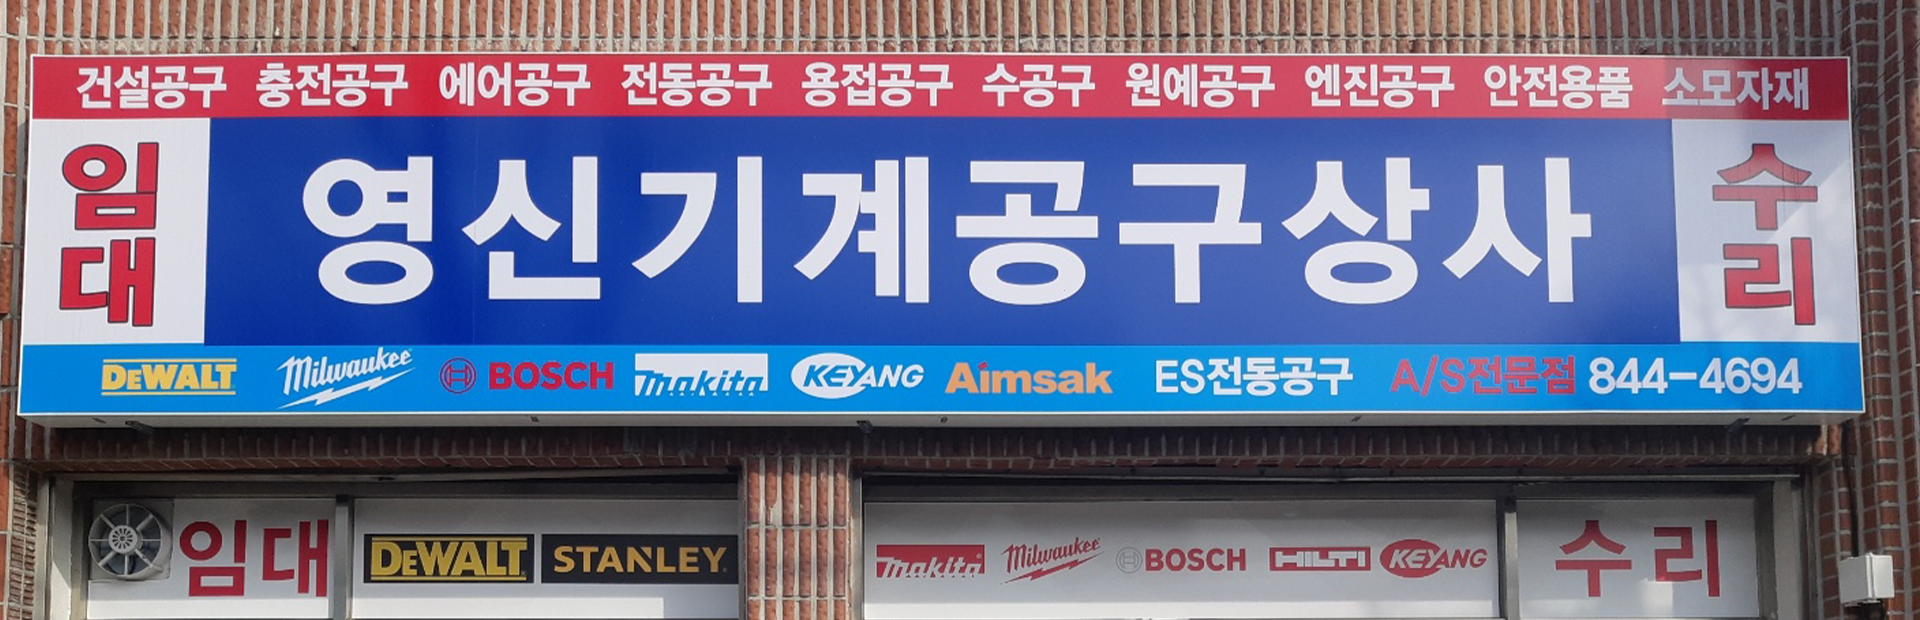 건설공구 충전공구 에어공구 전동공구 용접공구 수공구 원예공구 엔진공구 안전용품 소모자재
임대 영신기계공구상사 수리
DEWALT Milwaukee BOSCH makita KEYANG Aimsak ES전동공구 A/S전문점 844-4694
임대 DEWALT STANLEY makita Milwaukee BOSCH HILTI KEYANG 수리